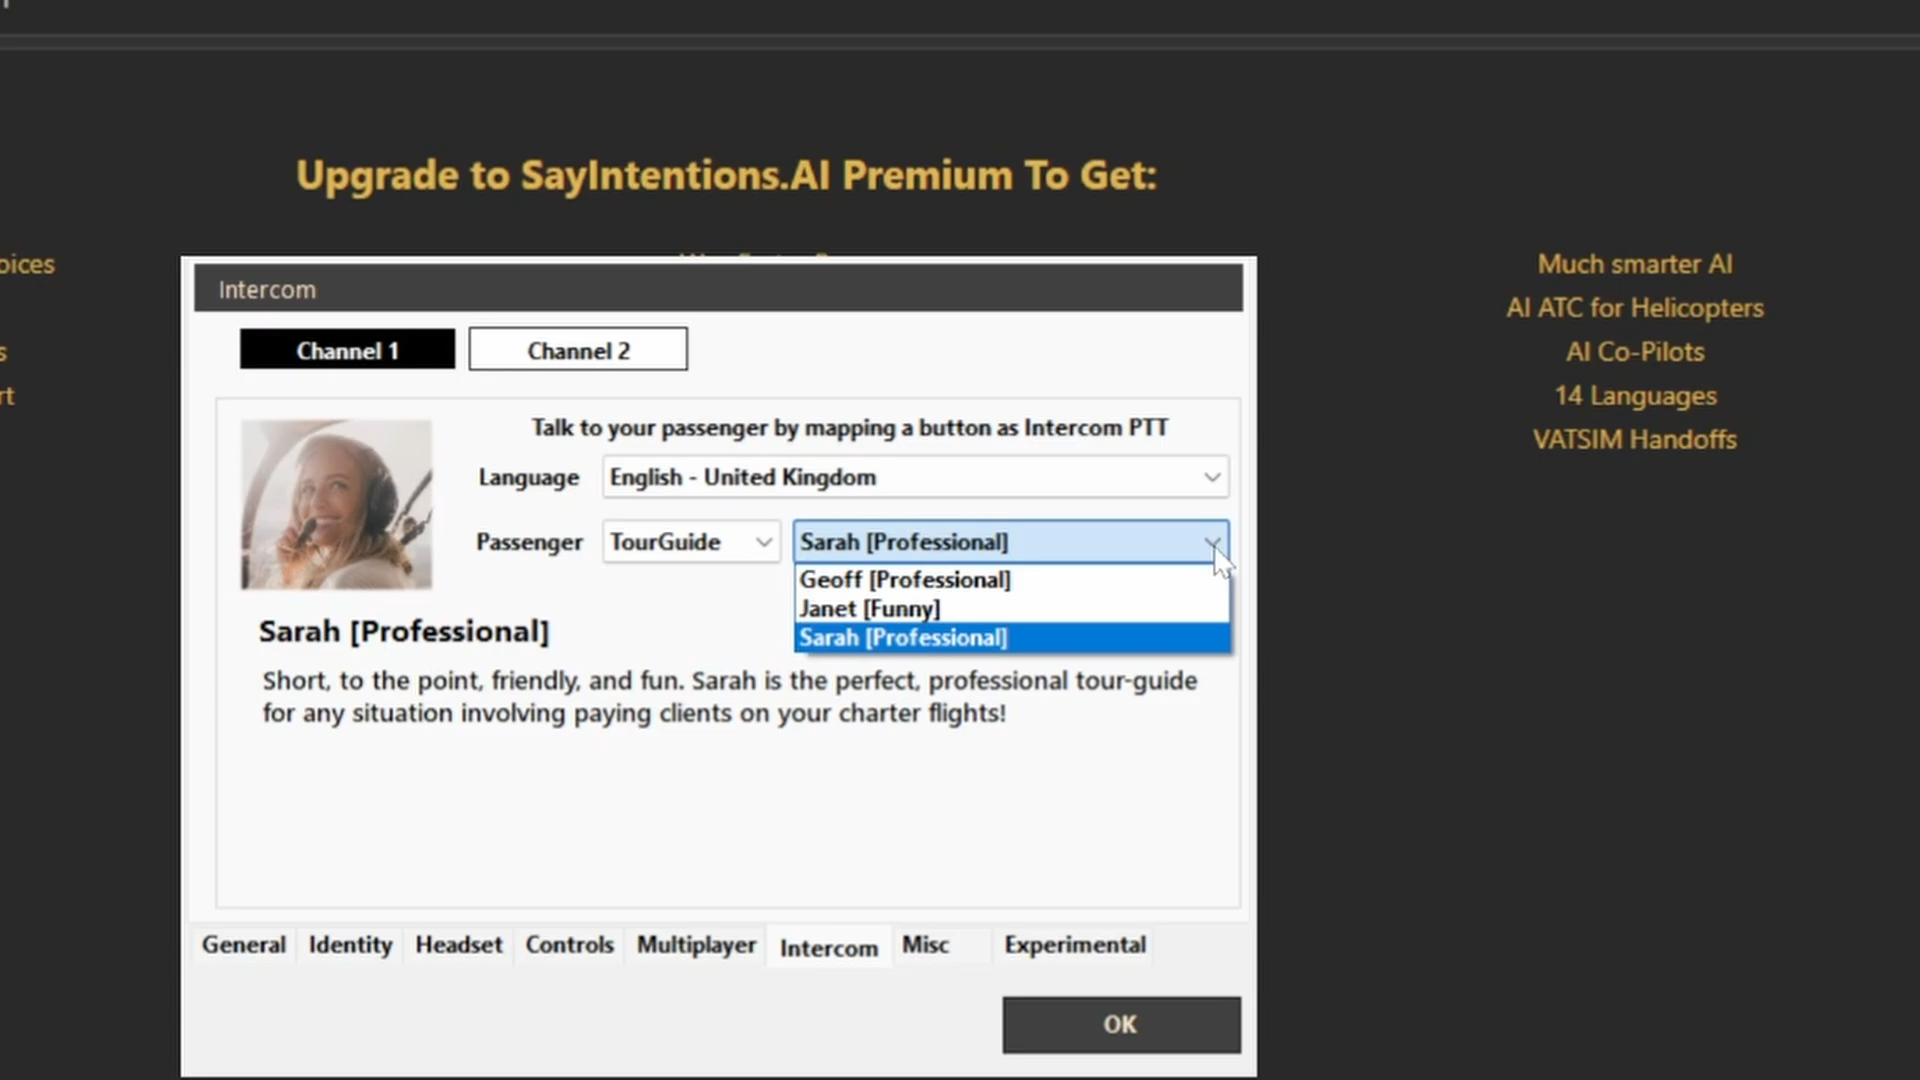 Upgrade to SayIntentions.AI Premium To Get:
oices
s
rt
Much smarter AI
AI ATC for Helicopters
AI Co-Pilots
14 Languages
VATSIM Handoffs
Intercom
Channel 1
Channel 2
Talk to your passenger by mapping a button as Intercom PTT
Language English - United Kingdom
Passenger TourGuide Sarah [Professional]
Geoff [Professional]
Janet [Funny]
Sarah [Professional]
Sarah [Professional]
Short, to the point, friendly, and fun. Sarah is the perfect, professional tour-guide
for any situation involving paying clients on your charter flights!
General Identity Headset Controls Multiplayer Intercom Misc Experimental
OK